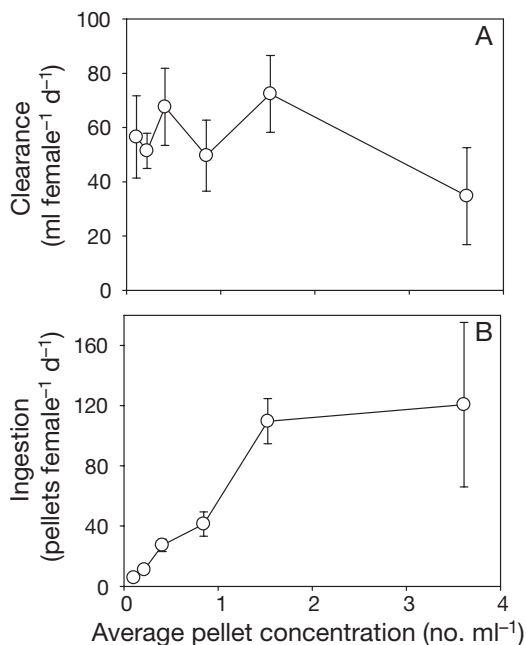 100
A
80
60
40
20
0
Clearance
(ml female⁻¹ d⁻¹)
B
160
120
80
40
0
Ingestion
(pellets female⁻¹ d⁻¹)
0 1 2 3 4
Average pellet concentration (no. ml⁻¹)